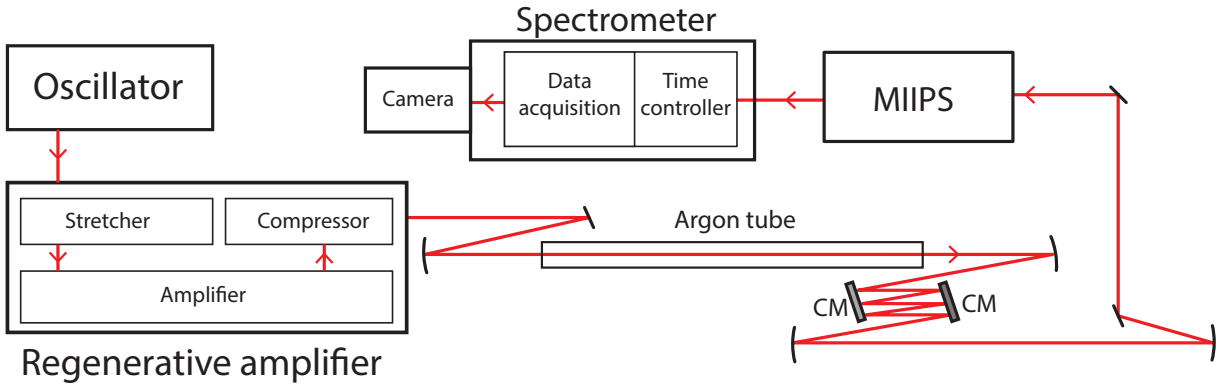 Spectrometer
Oscillator
Camera
Data
acquisition
Time
controller
MIIPS
Stretcher
Compressor
Amplifier
Regenerative amplifier
Argon tube
CM
CM